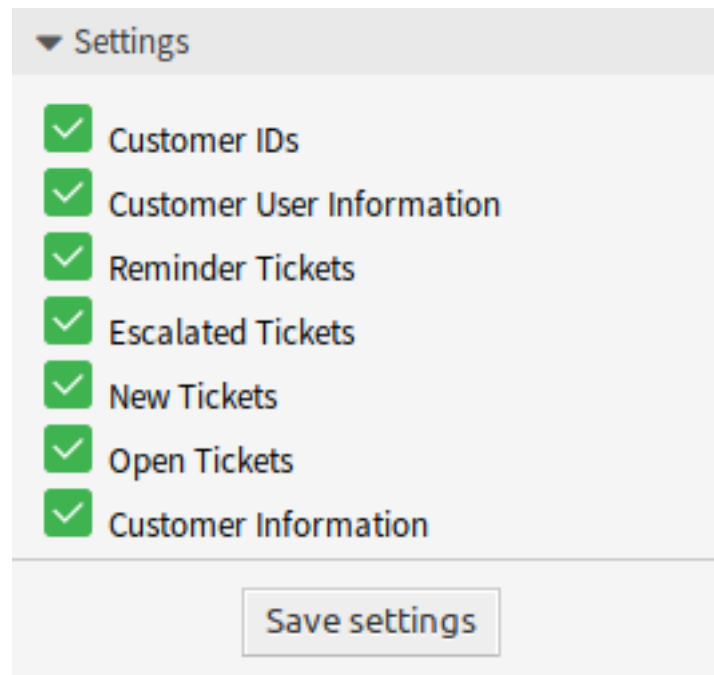 Settings
Customer IDs
Customer User Information
Reminder Tickets
Escalated Tickets
New Tickets
Open Tickets
Customer Information
Save settings